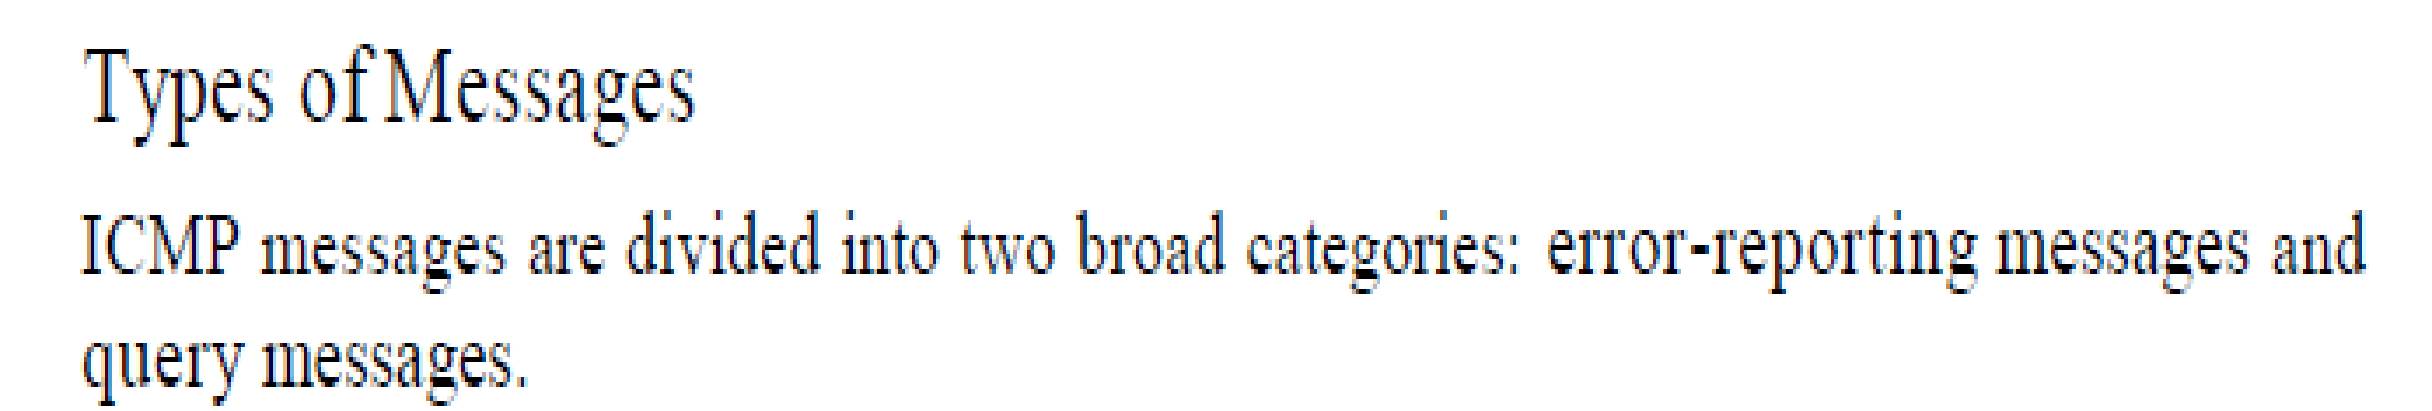 Types of Messages
ICMP messages are divided into two broad categories: error-reporting messages and
query messages.